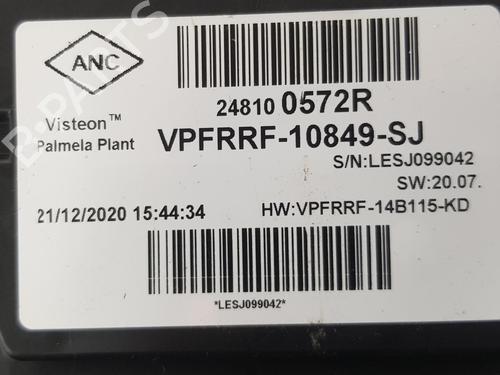 ANC
Visteon™
Palmela Plant
24810 0572R
VPFRRF-10849-SJ
S/N:LESJ099042
SW:20.07.
21/12/2020 15:44:34
HW:VPFRRF-14B115-KD
*LESJ099042*
B-PARTS